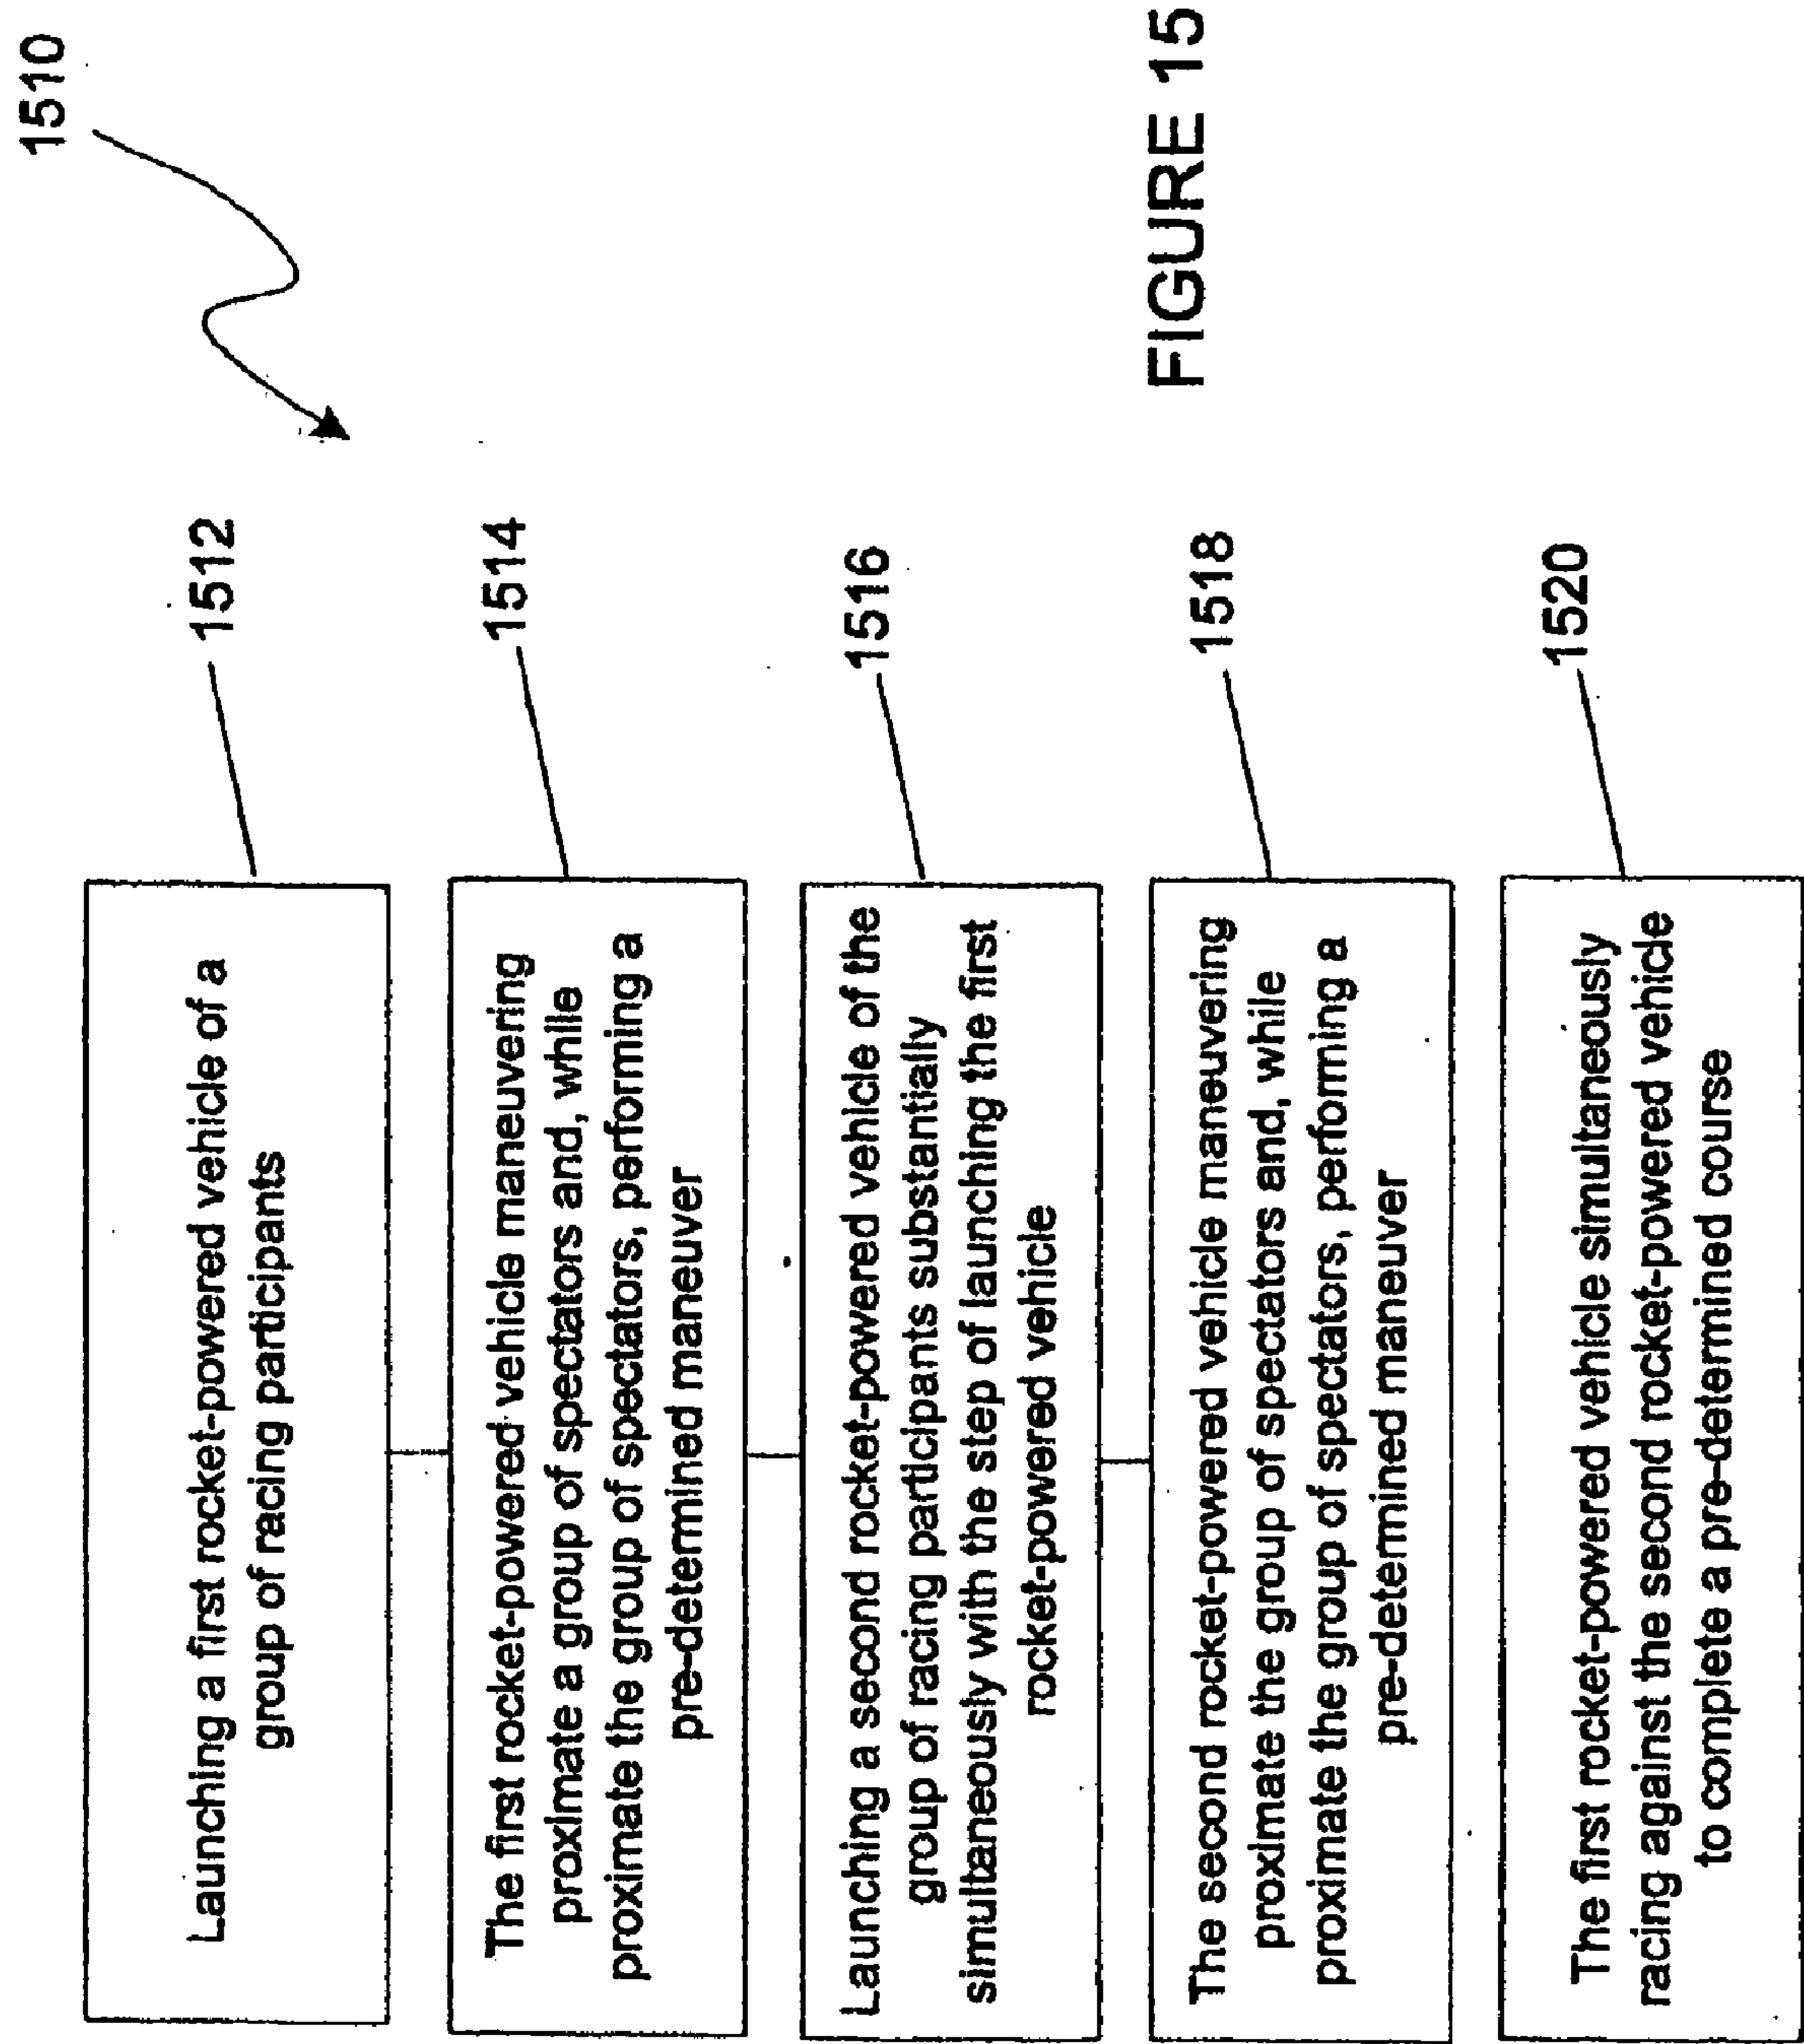 1510
1512
Launching a first rocket-powered vehicle of a
group of racing participants
1514
The first rocket-powered vehicle maneuvering
proximate a group of spectators and, while
proximate the group of spectators, performing a
pre-determined maneuver
1516
Launching a second rocket-powered vehicle of the
group of racing participants substantially
simultaneously with the step of launching the first
rocket-powered vehicle
1518
The second rocket-powered vehicle maneuvering
proximate the group of spectators and, while
proximate the group of spectators, performing a
pre-determined maneuver
1520
The first rocket-powered vehicle simultaneously
racing against the second rocket-powered vehicle
to complete a pre-determined course
FIGURE 15